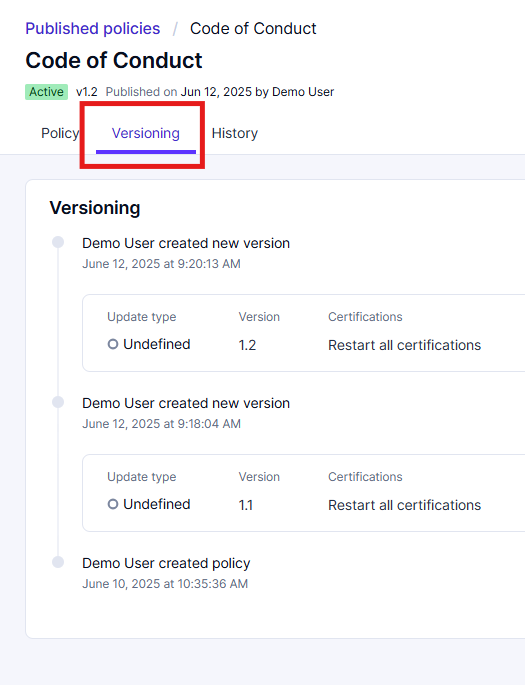 Published policies / Code of Conduct
Code of Conduct
Active v1.2 Published on Jun 12, 2025 by Demo User
Policy Versioning History
Versioning
Demo User created new version
June 12, 2025 at 9:20:13 AM
Update type Version Certifications
Undefined 1.2 Restart all certifications
Demo User created new version
June 12, 2025 at 9:18:04 AM
Update type Version Certifications
Undefined 1.1 Restart all certifications
Demo User created policy
June 10, 2025 at 10:35:36 AM